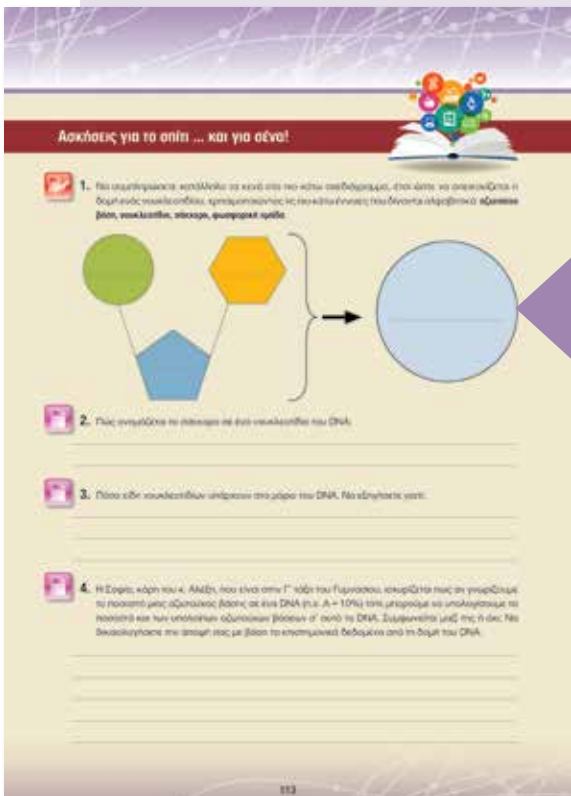 Ασκήσεις για το σπίτι ... και για σένα!
1. Να συμπληρώσετε κατάλληλα τα κενά στο πιο κάτω σχεδιάγραμμα, έτσι ώστε να απεικονίζεται η
δομή ενός νουκλεοτιδίου, χρησιμοποιώντας τις πιο κάτω έννοιες που δίνονται αλφαβητικά: αζωτούχα
βάση, νουκλεοτίδιο, σάκχαρο, φωσφορική ομάδα.
2. Πώς ονομάζεται το σάκχαρο σε ένα νουκλεοτίδιο του DNA;
3. Πόσα είδη νουκλεοτιδίων υπάρχουν στο μόριο του DNA; Να εξηγήσετε γιατί.
4. Η Σοφία, κόρη του κ. Αλέξη, που είναι στην Γ΄ τάξη του Γυμνασίου, ισχυρίζεται πως αν γνωρίζουμε
το ποσοστό μιας αζωτούχας βάσης σε ένα DNA (π.χ. A = 10%) τότε μπορούμε να υπολογίσουμε τα
ποσοστά και των υπολοίπων αζωτούχων βάσεων σ' αυτό το DNA. Συμφωνείτε μαζί της ή όχι; Να
δικαιολογήσετε την άποψή σας με βάση τα επιστημονικά δεδομένα από τη δομή του DNA.
113